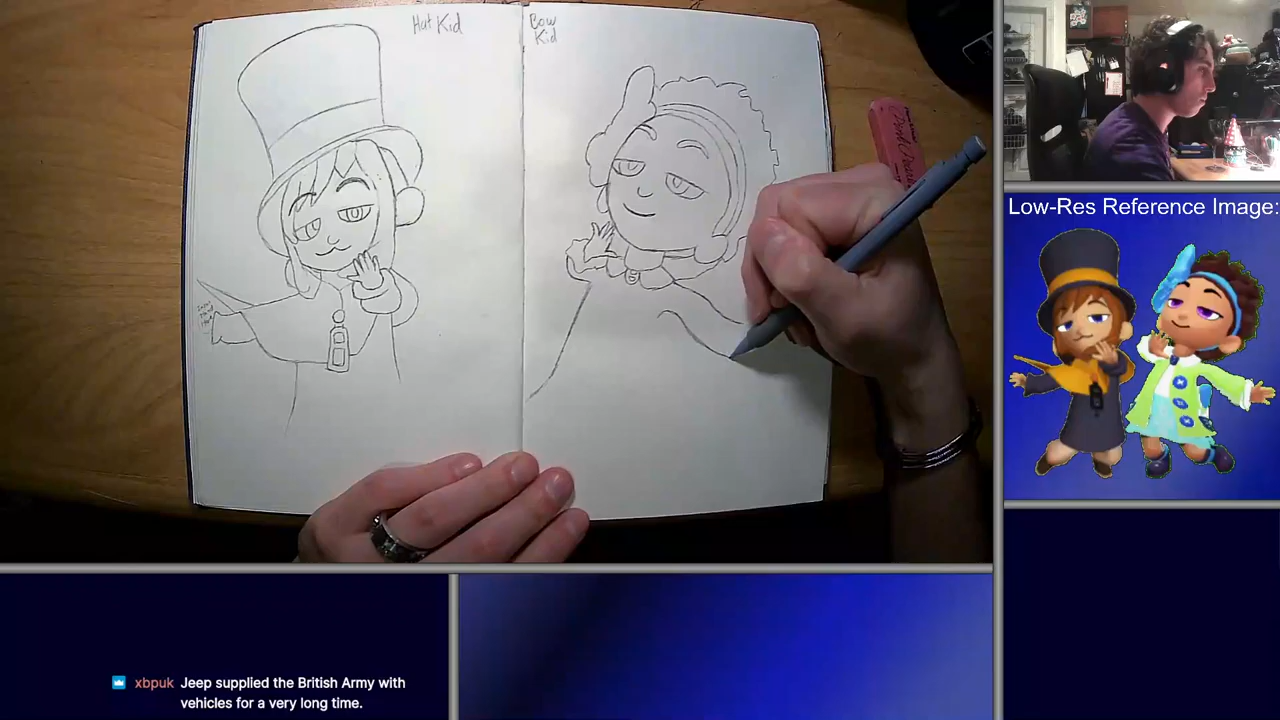 Hat Kid
Bow
Kid
Low-Res Reference Image:
xbpuk Jeep supplied the British Army with
vehicles for a very long time.